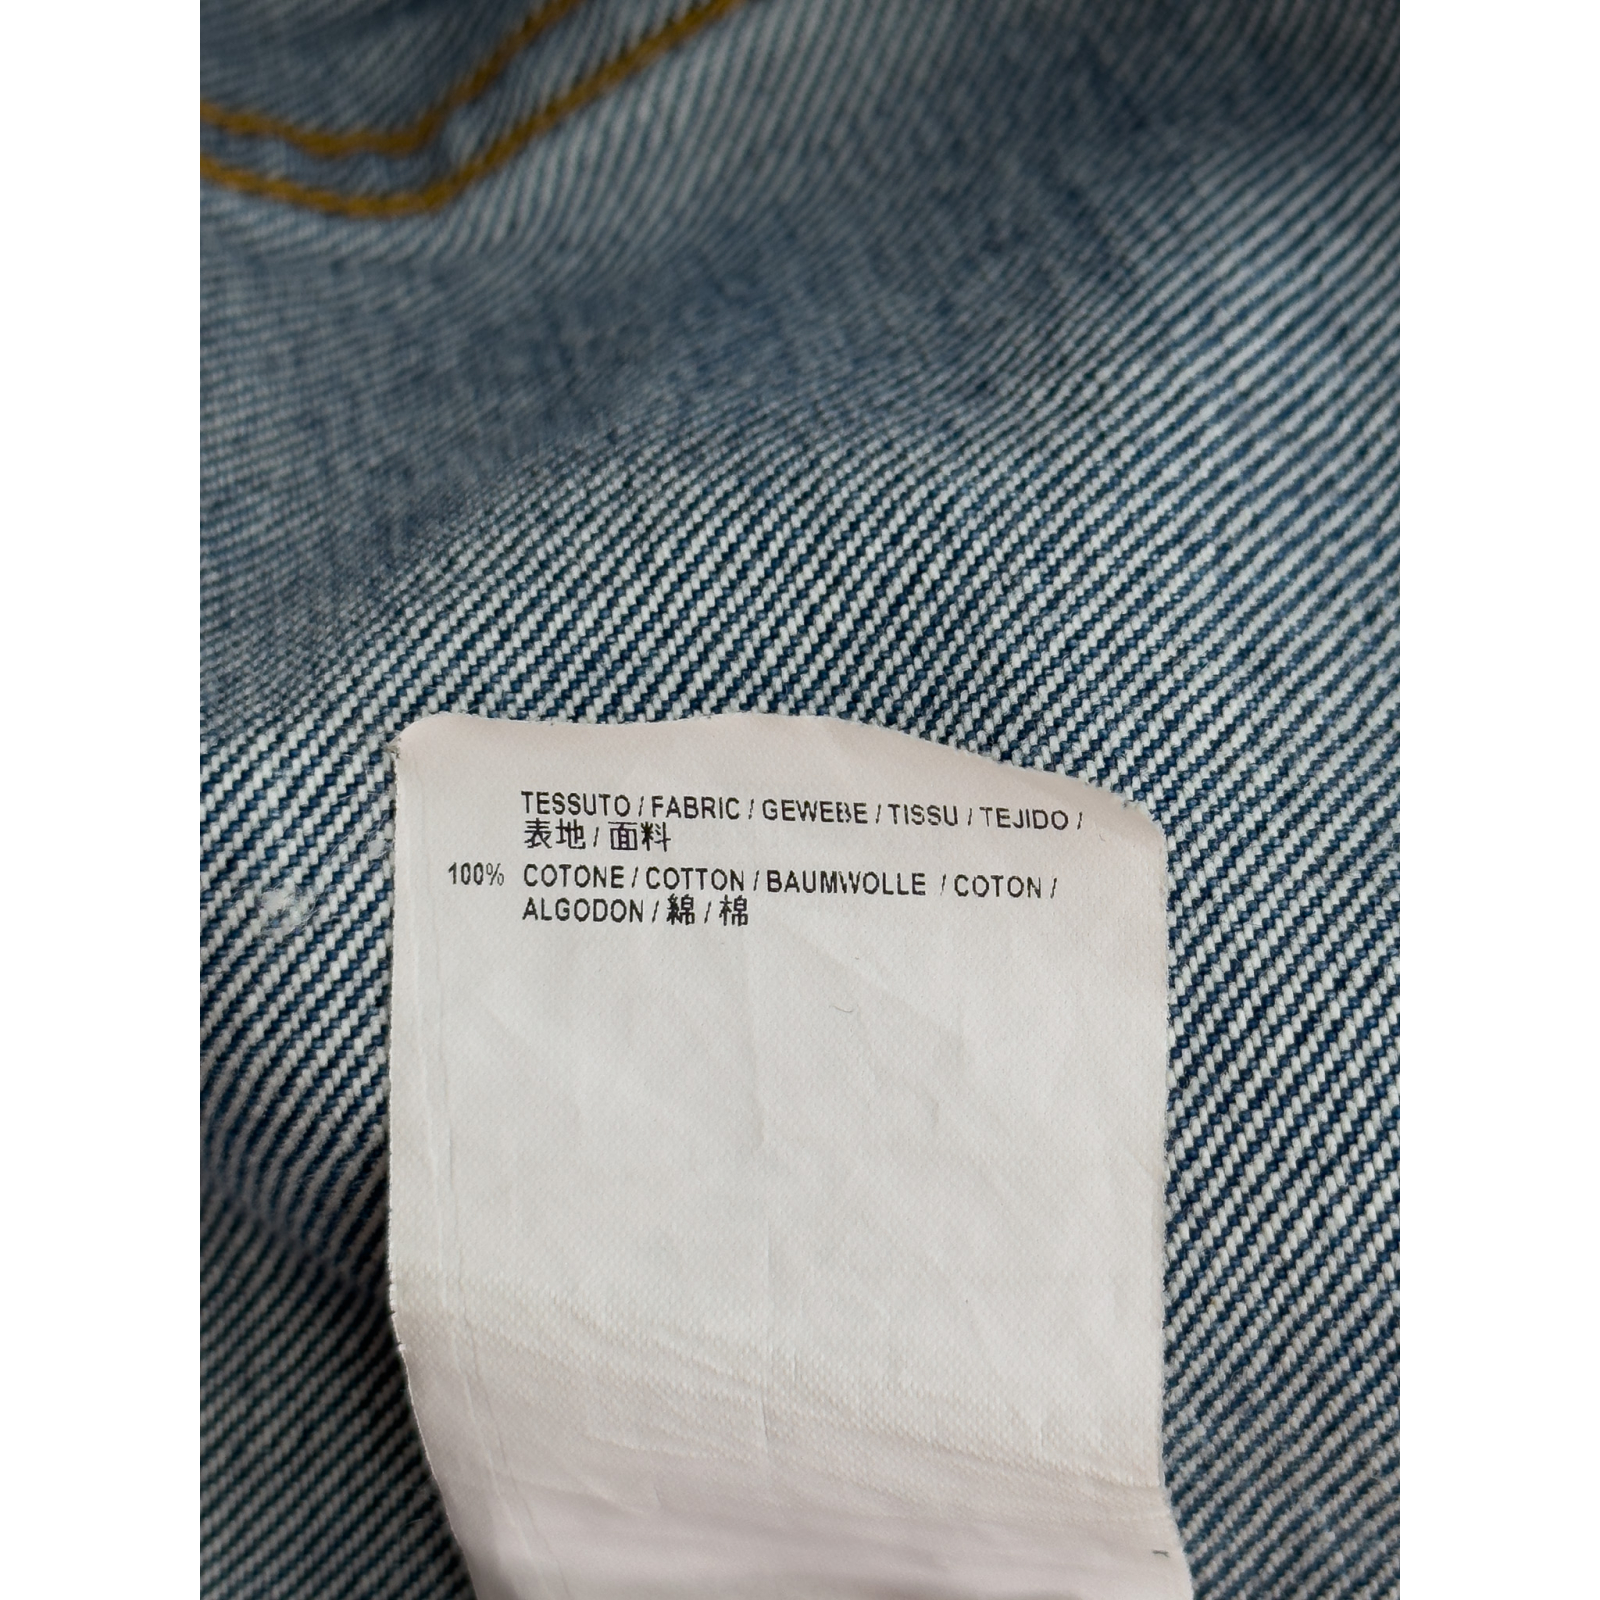 TESSUTO / FABRIC / GEWEBE / TISSU / TEJIDO /
表地 / 面料
100% COTONE / COTTON / BAUMWOLLE / COTON /
ALGODON / 綿 / 棉